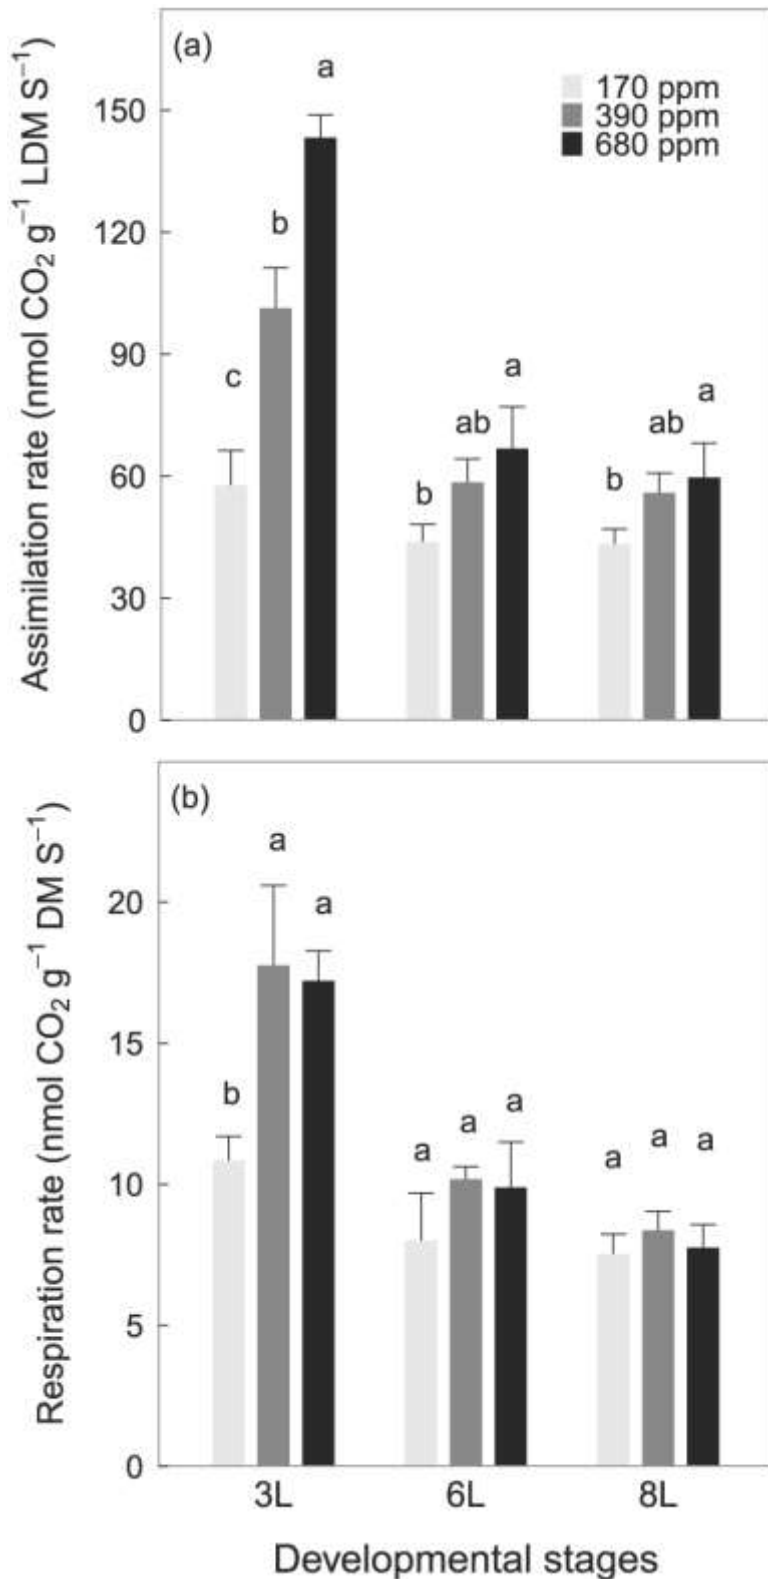 (a)
a
170 ppm
390 ppm
680 ppm
b
c
a
ab
b
a
ab
b
150
120
90
60
30
0
Assimilation rate (nmol CO₂ g⁻¹ LDM S⁻¹)
(b)
a
a
b
a
a
a
a
a
a
20
15
10
5
0
Respiration rate (nmol CO₂ g⁻¹ DM S⁻¹)
3L 6L 8L
Developmental stages